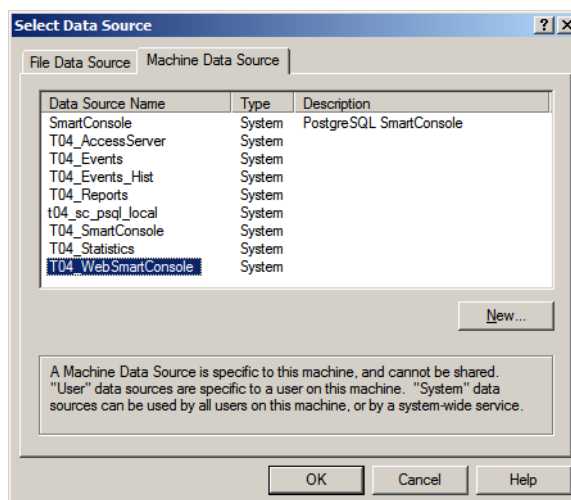 Select Data Source
File Data Source Machine Data Source
Data Source Name Type Description
SmartConsole System PostgreSQL SmartConsole
T04_AccessServer System
T04_Events System
T04_Events_Hist System
T04_Reports System
t04_sc_psql_local System
T04_SmartConsole System
T04_Statistics System
T04_WebSmartConsole System
New...
A Machine Data Source is specific to this machine, and cannot be shared.
"User" data sources are specific to a user on this machine. "System" data
sources can be used by all users on this machine, or by a system-wide service.
OK Cancel Help